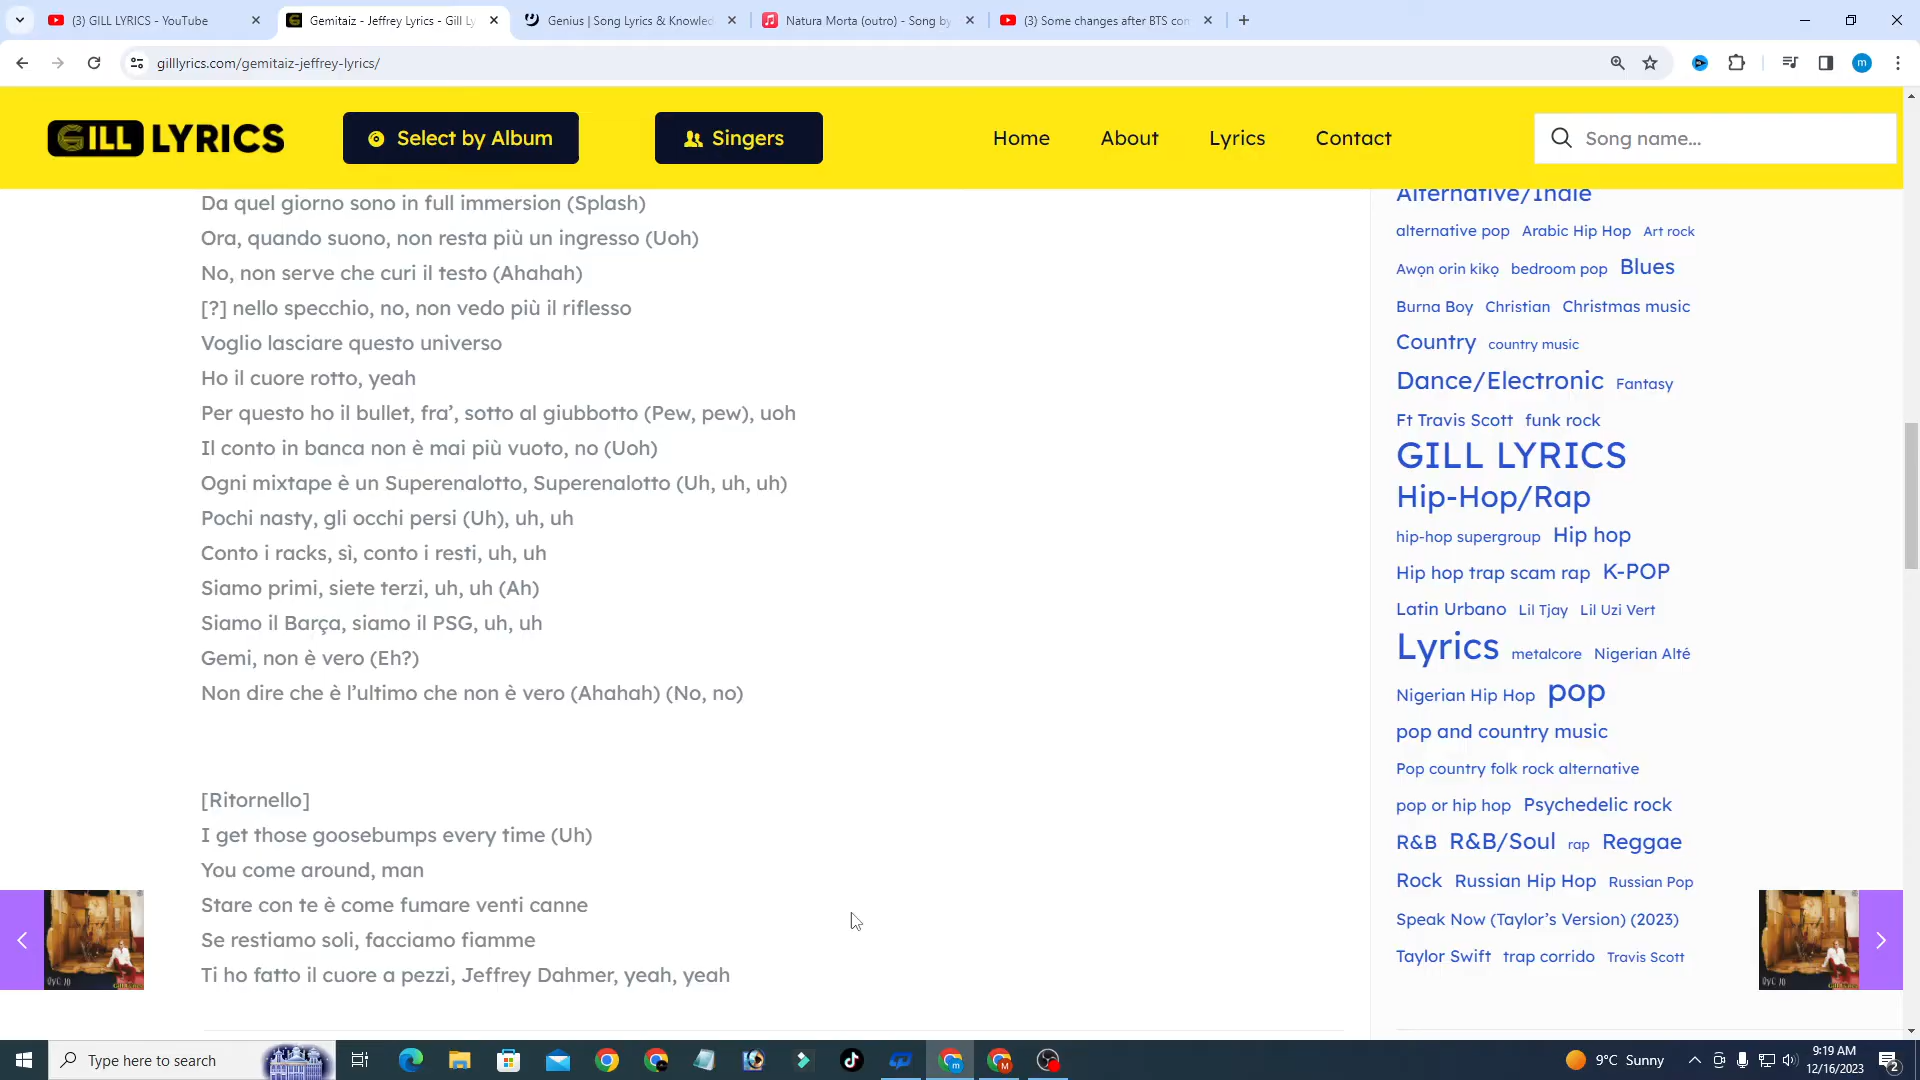 (3) GILL LYRICS - YouTube
Gemitaiz - Jeffrey Lyrics - Gill Ly
Genius | Song Lyrics & Knowled
Natura Morta (outro) - Song by
(3) Some changes after BTS con
gilllyrics.com/gemitaiz-jeffrey-lyrics/
m
GILL LYRICS
Select by Album
Singers
Home
About
Lyrics
Contact
Song name...
Da quel giorno sono in full immersion (Splash)
Ora, quando suono, non resta più un ingresso (Uoh)
No, non serve che curi il testo (Ahahah)
[?] nello specchio, no, non vedo più il riflesso
Voglio lasciare questo universo
Ho il cuore rotto, yeah
Per questo ho il bullet, fra’, sotto al giubbotto (Pew, pew), uoh
Il conto in banca non è mai più vuoto, no (Uoh)
Ogni mixtape è un Superenalotto, Superenalotto (Uh, uh, uh)
Pochi nasty, gli occhi persi (Uh), uh, uh
Conto i racks, sì, conto i resti, uh, uh
Siamo primi, siete terzi, uh, uh (Ah)
Siamo il Barça, siamo il PSG, uh, uh
Gemi, non è vero (Eh?)
Non dire che è l’ultimo che non è vero (Ahahah) (No, no)
[Ritornello]
I get those goosebumps every time (Uh)
You come around, man
Stare con te è come fumare venti canne
Se restiamo soli, facciamo fiamme
Ti ho fatto il cuore a pezzi, Jeffrey Dahmer, yeah, yeah
Alternative/Indie
alternative pop Arabic Hip Hop Art rock
Awọn orin kikọ bedroom pop Blues
Burna Boy Christian Christmas music
Country country music
Dance/Electronic Fantasy
Ft Travis Scott funk rock
GILL LYRICS
Hip-Hop/Rap
hip-hop supergroup Hip hop
Hip hop trap scam rap K-POP
Latin Urbano Lil Tjay Lil Uzi Vert
Lyrics metalcore Nigerian Alté
Nigerian Hip Hop pop
pop and country music
Pop country folk rock alternative
pop or hip hop Psychedelic rock
R&B R&B/Soul rap Reggae
Rock Russian Hip Hop Russian Pop
Speak Now (Taylor’s Version) (2023)
Taylor Swift trap corrido Travis Scott
Type here to search
9°C Sunny
9:19 AM
12/16/2023
2